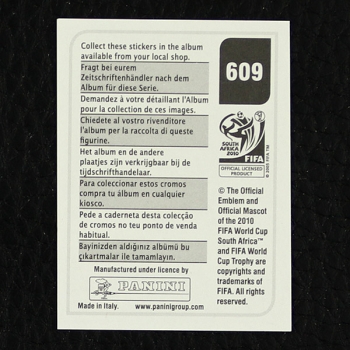 Collect these stickers in the album
available from your local shop.
Fragt bei eurem
Zeitschriftenhändler nach dem
Album für diese Serie.
Demandez à votre détaillant l'Album
pour la collection de ces images.
Chiedete al vostro rivenditore
l'album per la raccolta di queste
figurine.
Het album en de andere
plaatjes zijn verkrijgbaar bij de
tijdschrifthandelaar.
Para coleccionar estos cromos
compra tu álbum en cualquier
kiosco.
Pede a caderneta desta colecção
de cromos no teu ponto de venda
habitual.
Bayinizden aldığınız albümü bu
çıkartmalar ile tamamlayın.
Manufactured under licence by
PANINI
Made in Italy. www.paninigroup.com
609
SOUTH AFRICA
2010
FIFA
OFFICIAL LICENSED
PRODUCT
© 2005 FIFA TM
© The Official
Emblem and
Official Mascot
of the 2010
FIFA World Cup
South Africa™
and FIFA World
Cup Trophy are
copyrights and
trademarks of
FIFA. All rights
reserved.